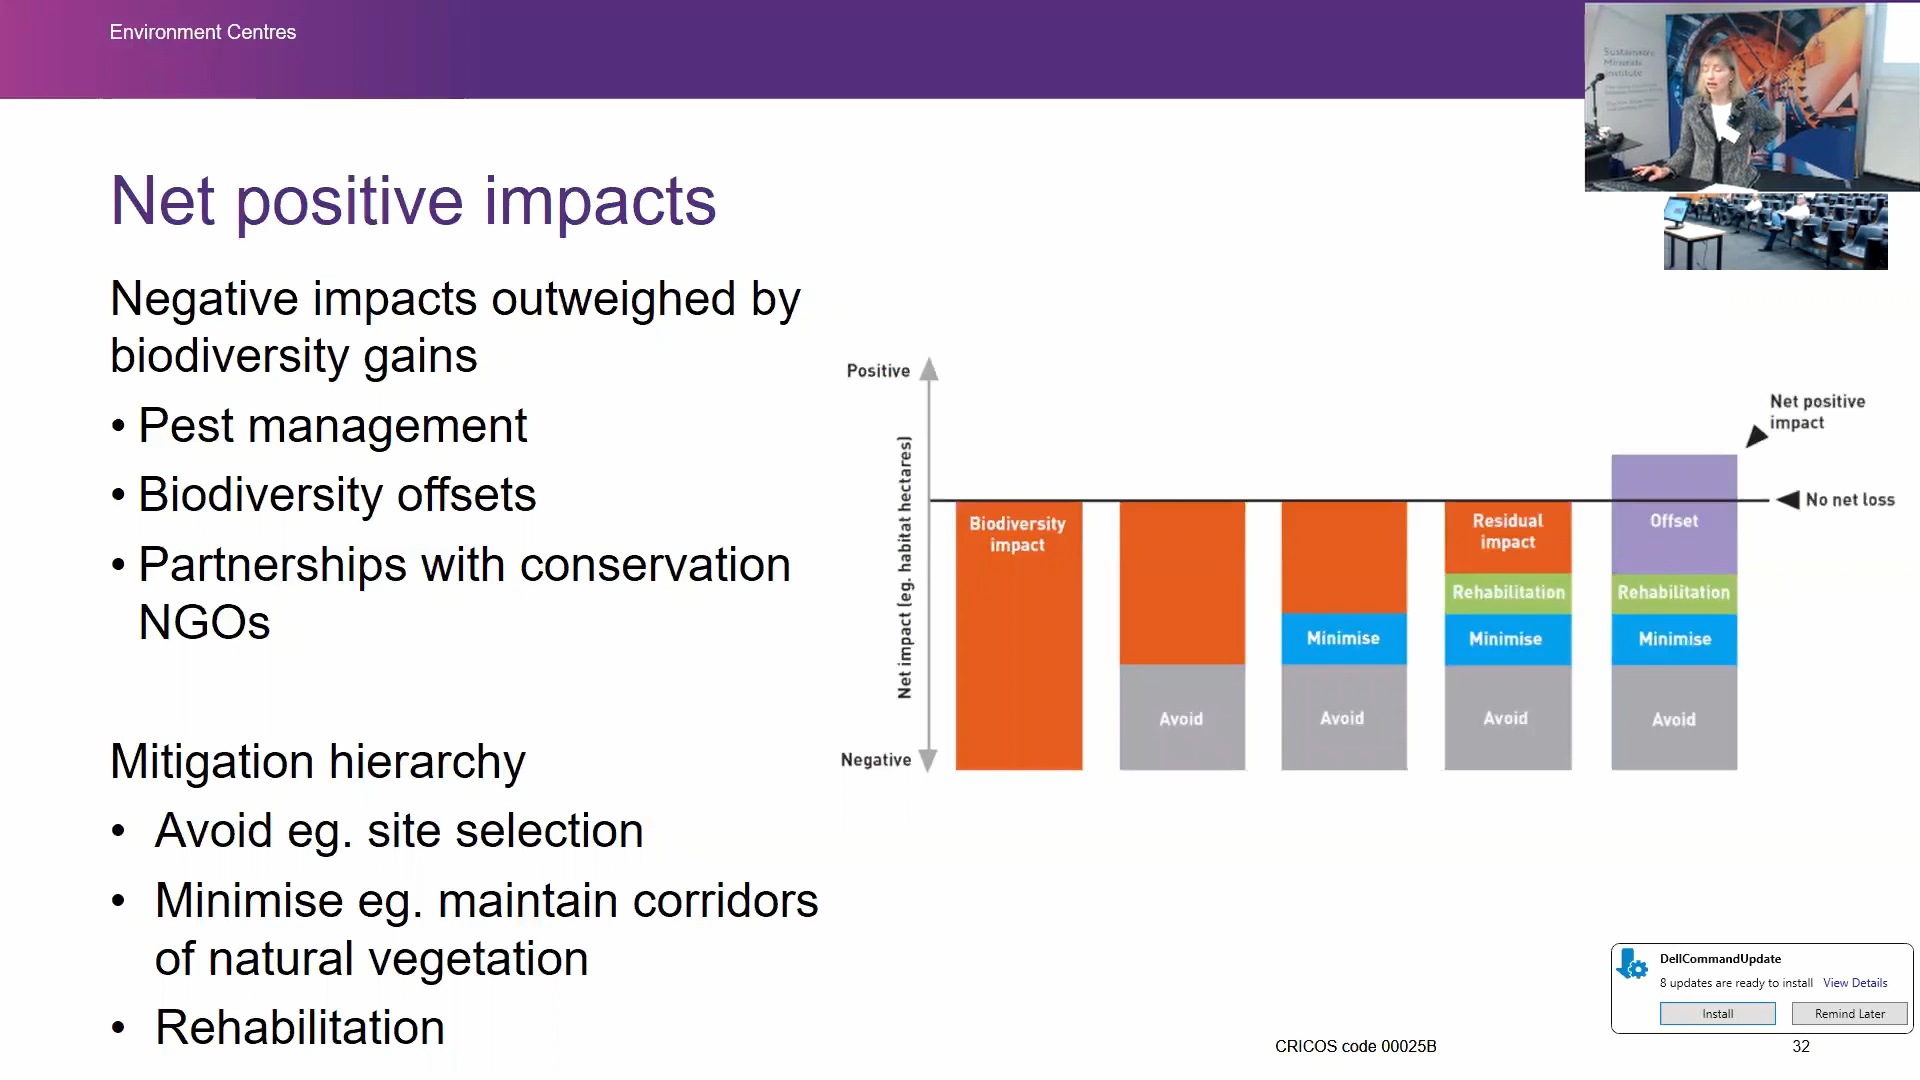 Environment Centres
Sustainable
Minerals
Institute
Net positive impacts
Negative impacts outweighed by
biodiversity gains
• Pest management
• Biodiversity offsets
• Partnerships with conservation
NGOs
Mitigation hierarchy
• Avoid eg. site selection
• Minimise eg. maintain corridors
of natural vegetation
• Rehabilitation
Positive
Net impact (eg. habitat hectares)
Negative
Biodiversity
impact
Avoid
Minimise
Avoid
Residual
impact
Rehabilitation
Minimise
Avoid
Offset
Rehabilitation
Minimise
Avoid
Net positive
impact
No net loss
DellCommandUpdate
8 updates are ready to install View Details
Install Remind Later
CRICOS code 00025B
32